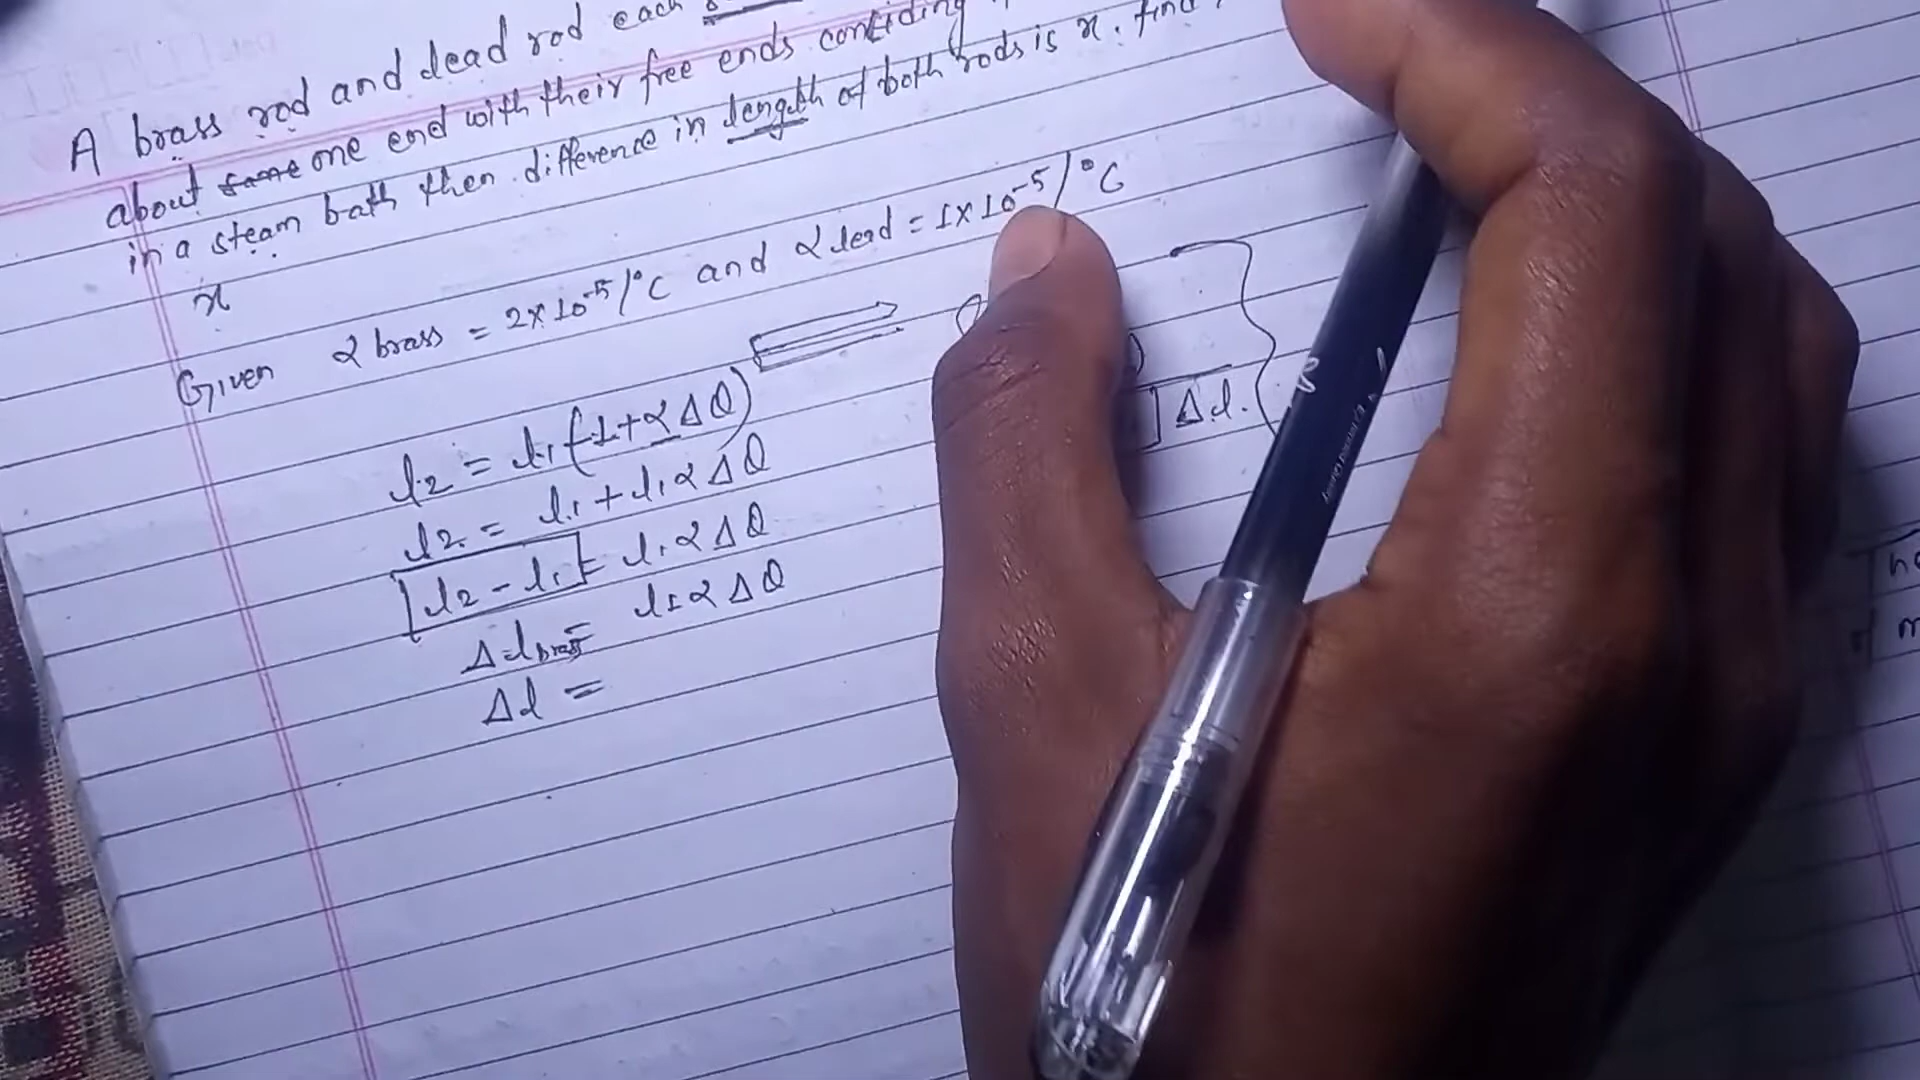 A brass rod and lead rod each
about same one end with their free ends conciding
in a steam bath then difference in length of both rods is x. find
x
Given α brass = 2×10⁻⁵/°C and α lead = 1×10⁻⁵/°C
l2 = l1(1+αΔθ)
l2 = l1+l1αΔθ
l2-l1 = l1αΔθ
Δl brass = l1αΔθ
Δl =
] Δl.